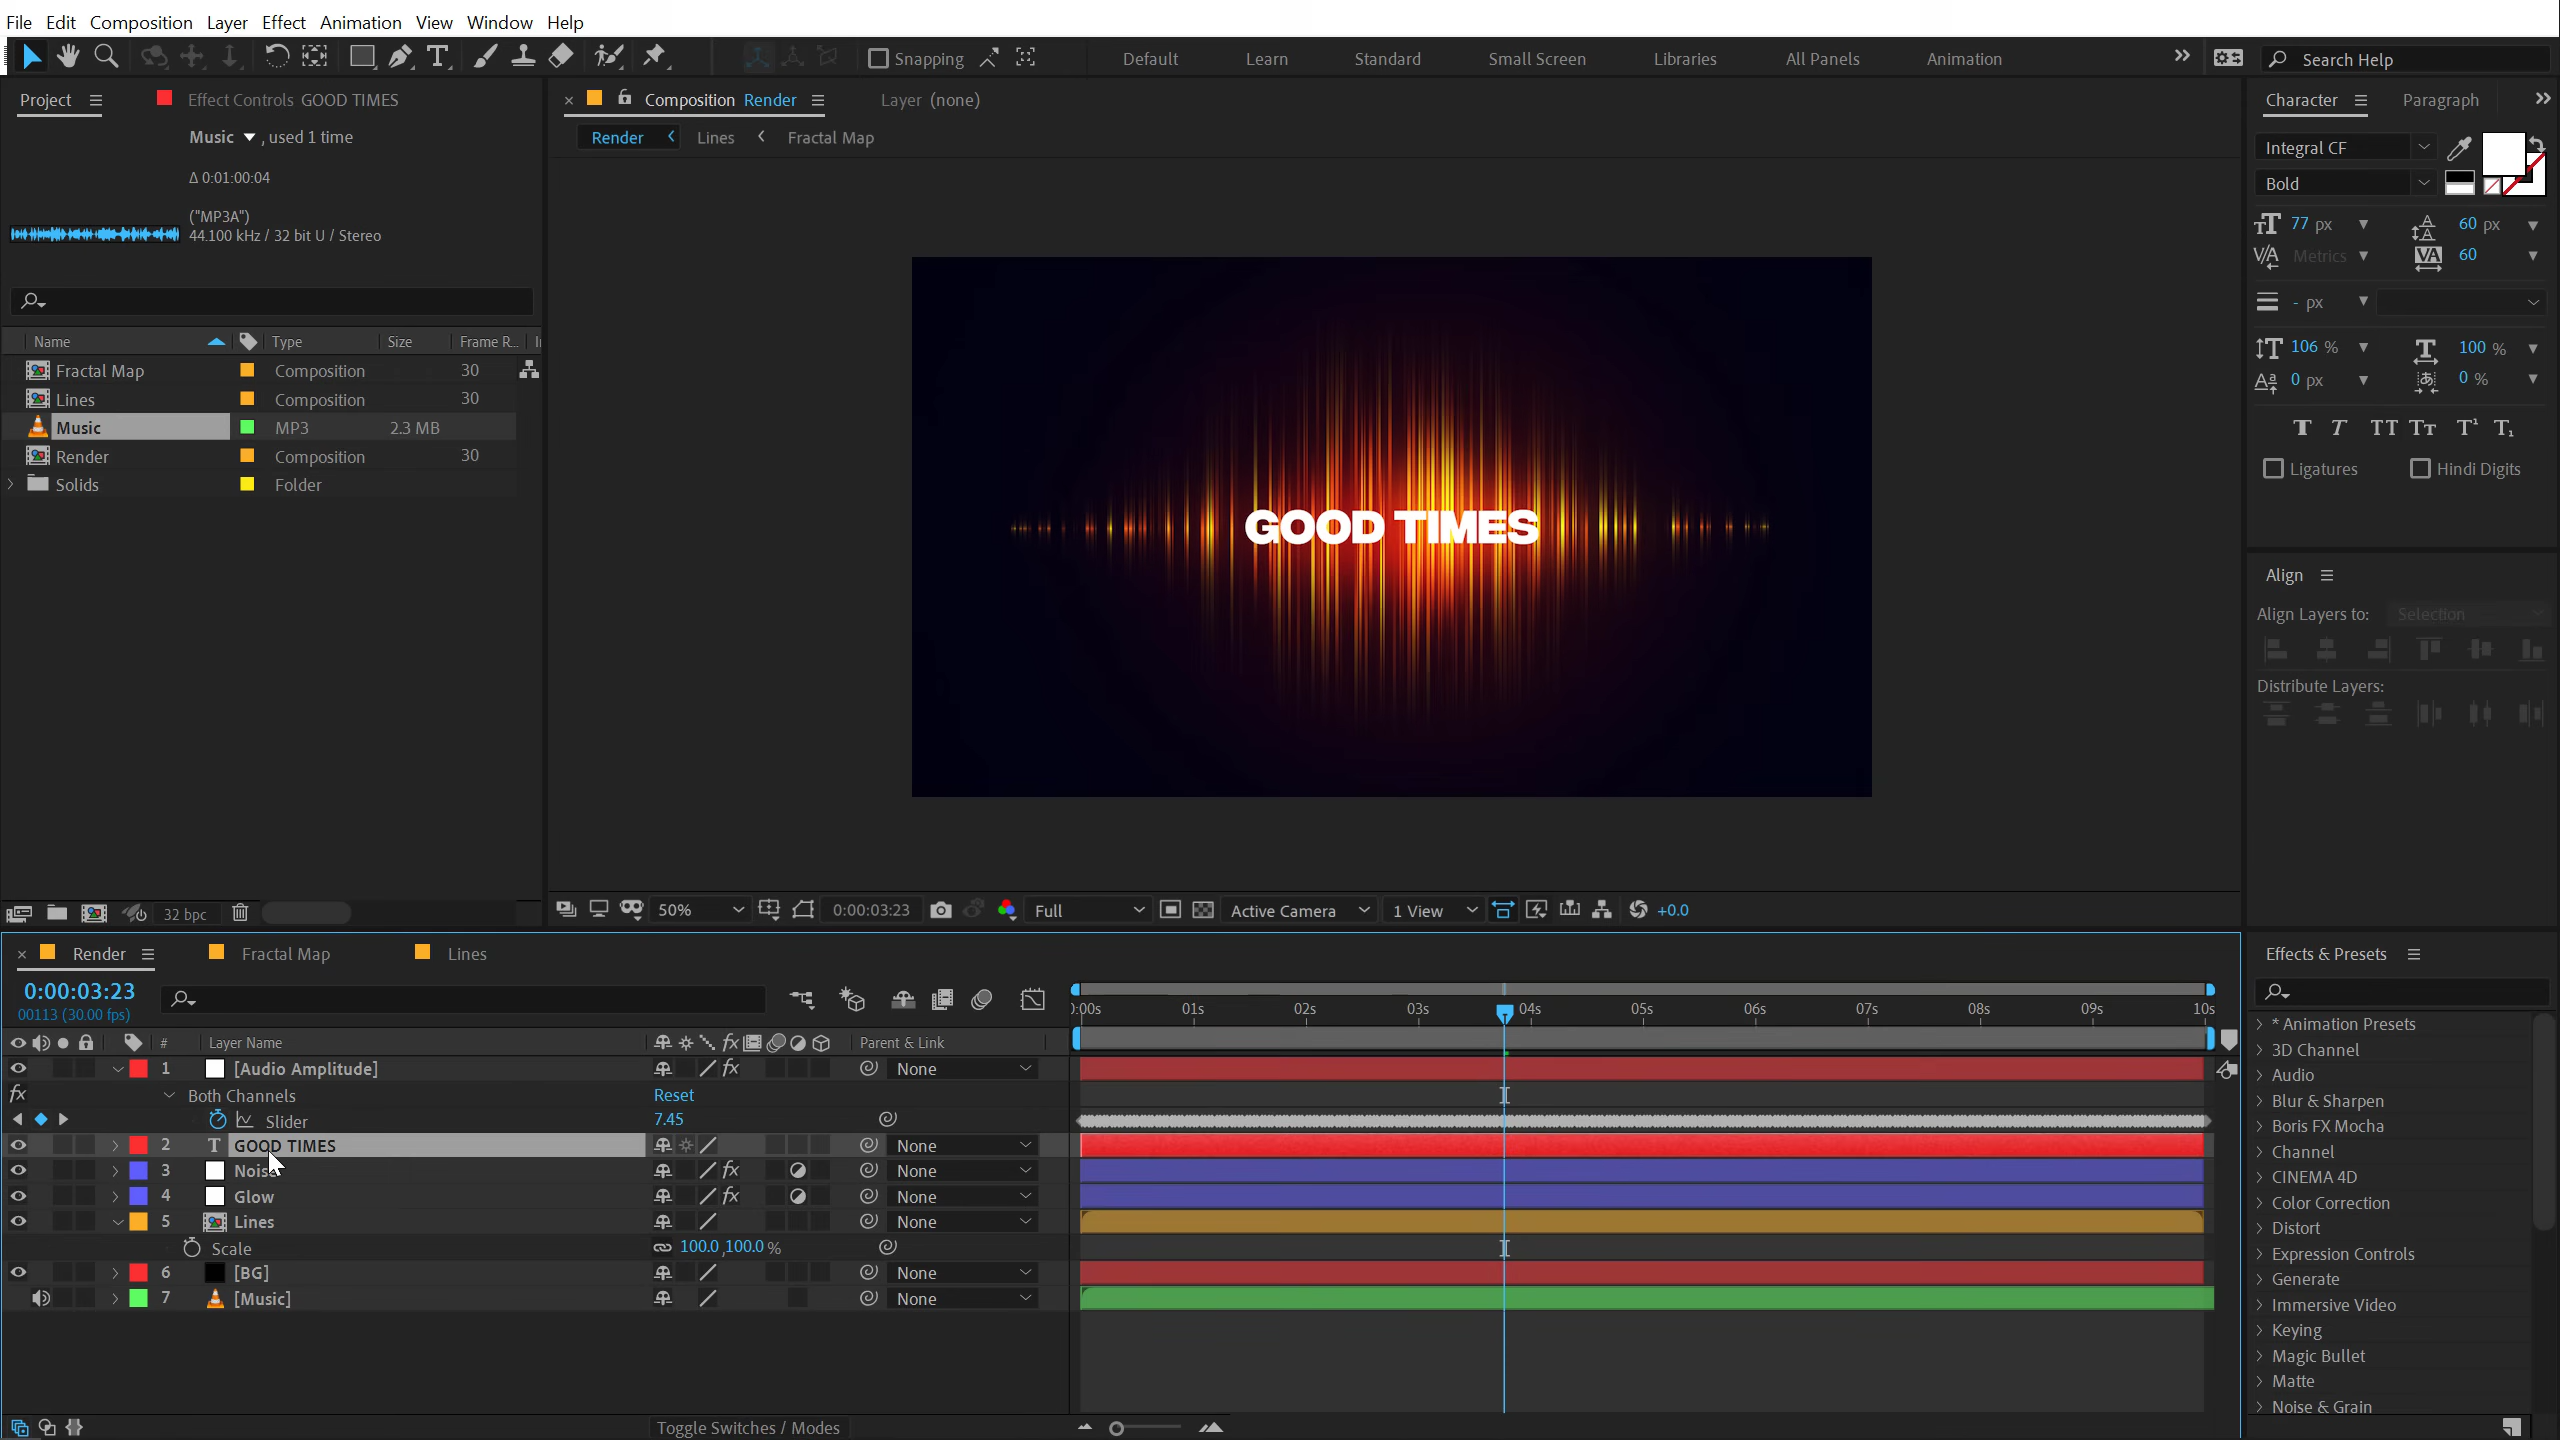 File Edit Composition Layer Effect Animation View Window Help
Snapping Default Learn Standard Small Screen Libraries All Panels Animation Search Help
Project Effect Controls GOOD TIMES
Music , used 1 time
Δ 0:01:00:04
("MP3A")
44.100 kHz / 32 bit U / Stereo
Name Type Size Frame R... I
Fractal Map Composition 30
Lines Composition 30
Music MP3 2.3 MB
Render Composition 30
Solids Folder
32 bpc
Composition Render Layer (none)
Render Lines Fractal Map
GOOD TIMES
50% 0:00:03:23 Full Active Camera 1 View +0.0
Character Paragraph
Integral CF
Bold
77 px 60 px
Metrics 60
- px
106 % 100 %
0 px 0 %
T T TT Tt T¹ T₁
Ligatures Hindi Digits
Align
Align Layers to: Selection
Distribute Layers:
Render Fractal Map Lines
0:00:03:23
00113 (30.00 fps)
):00s 01s 02s 03s 04s 05s 06s 07s 08s 09s 10s
# Layer Name Parent & Link
1 [Audio Amplitude] None
Both Channels Reset
Slider 7.45
2 GOOD TIMES None
3 Noise None
4 Glow None
5 Lines None
Scale 100.0,100.0 %
6 [BG] None
7 [Music] None
Toggle Switches / Modes
Effects & Presets
* Animation Presets
3D Channel
Audio
Blur & Sharpen
Boris FX Mocha
Channel
CINEMA 4D
Color Correction
Distort
Expression Controls
Generate
Immersive Video
Keying
Magic Bullet
Matte
Noise & Grain